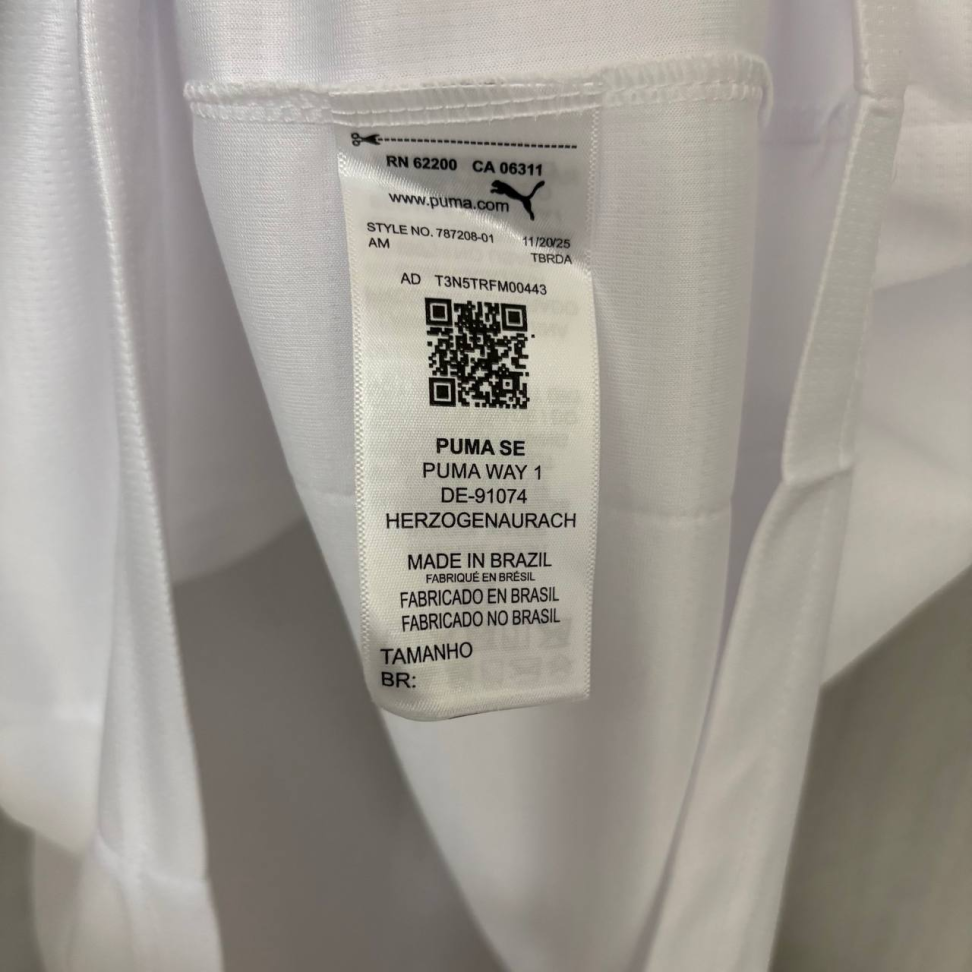 RN 62200 CA 06311
www.puma.com
STYLE NO. 787208-01 11/20/25
AM TBRDA
AD T3N5TRFM00443
PUMA SE
PUMA WAY 1
DE-91074
HERZOGENAURACH
MADE IN BRAZIL
FABRIQUÉ EN BRÉSIL
FABRICADO EN BRASIL
FABRICADO NO BRASIL
TAMANHO
BR: